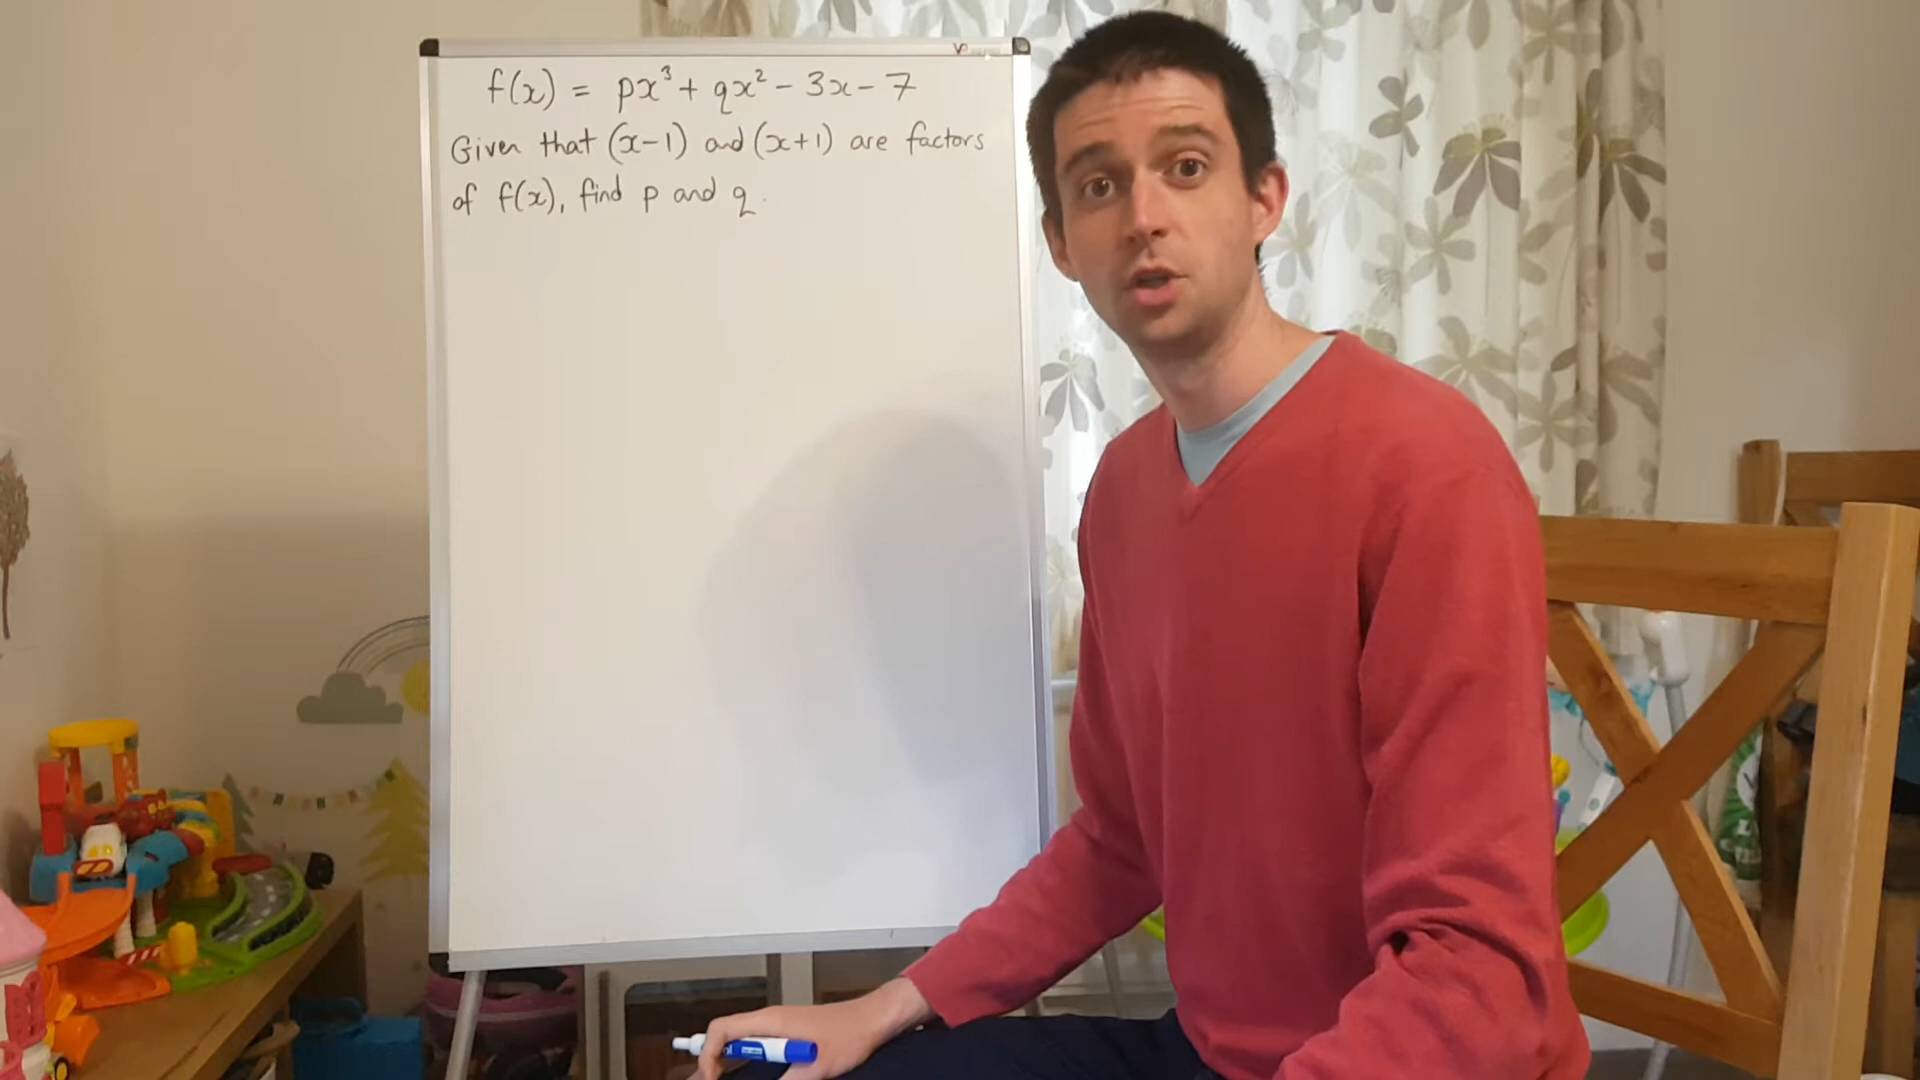 f(x) = px³ + qx² - 3x - 7
Given that (x-1) and (x+1) are factors
of f(x), find p and q.